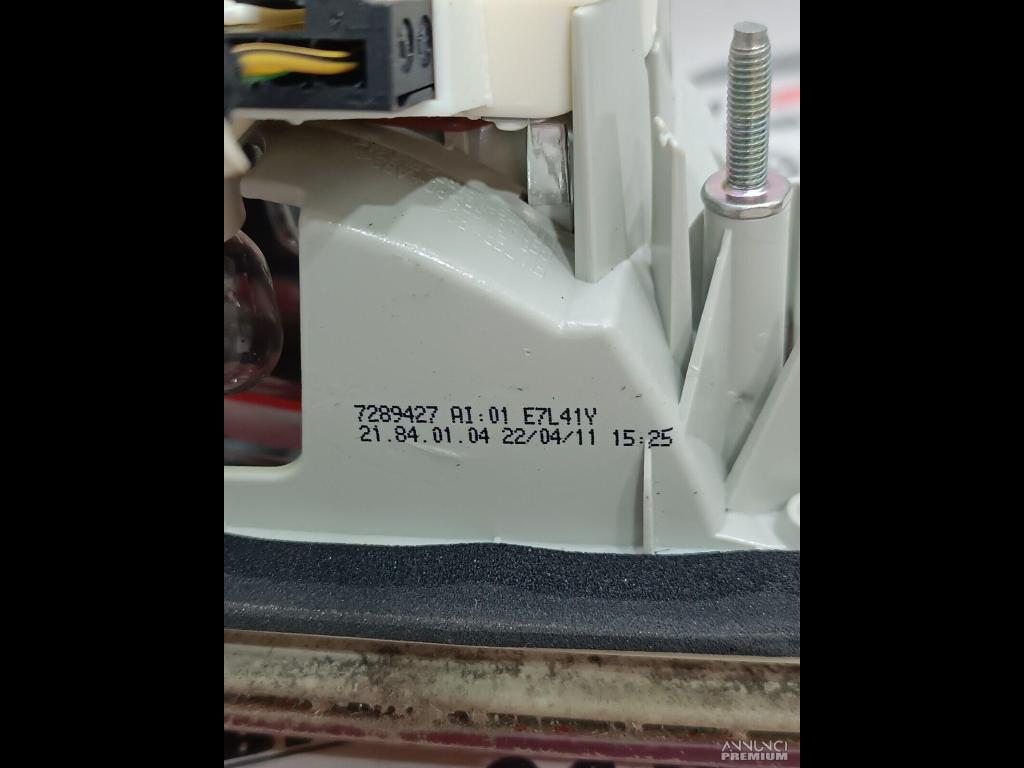 7289427 AI:01 E7L41Y
21.84.01.04 22/04/11 15:25
ANNUNCI
PREMIUM